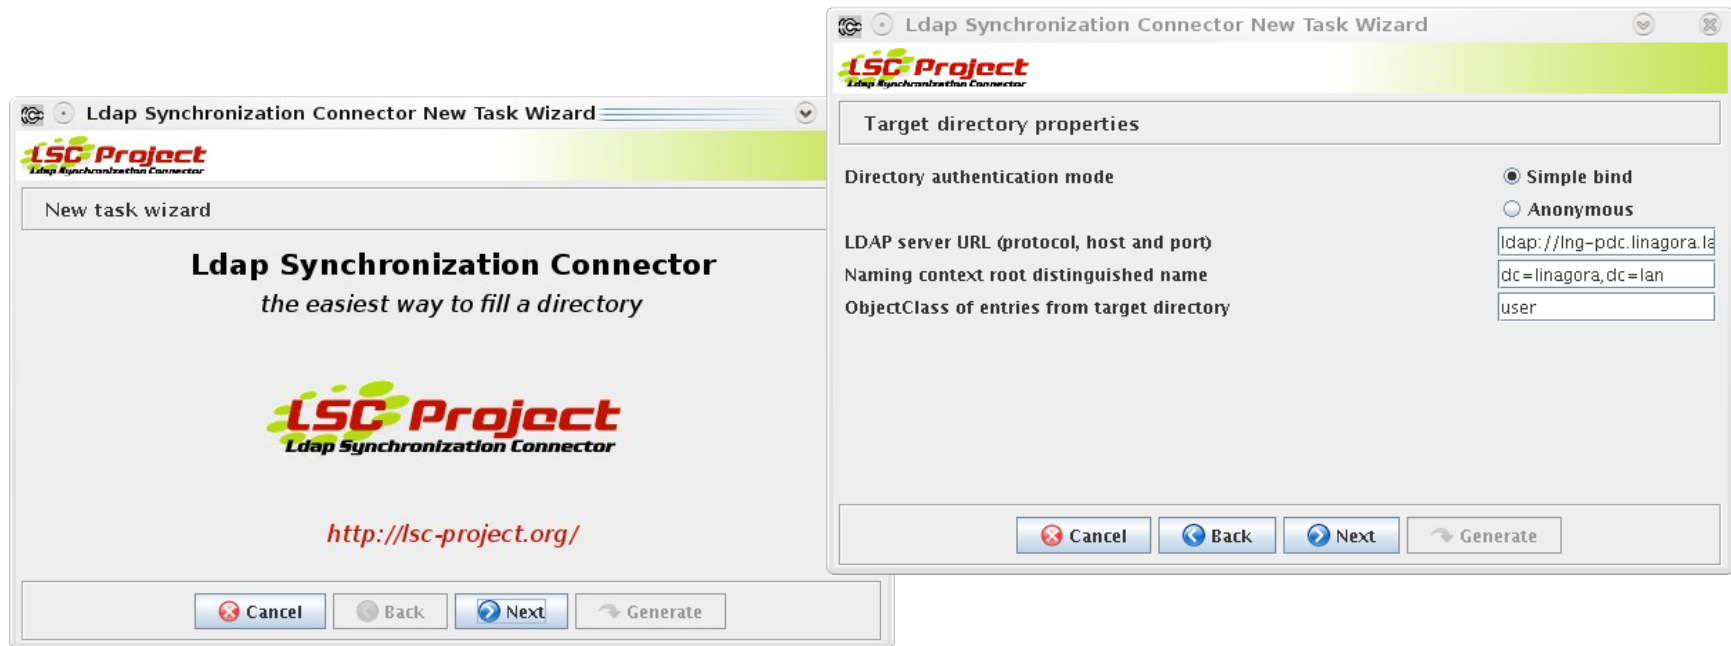 Ldap Synchronization Connector New Task Wizard
LSC Project
Ldap Synchronization Connector
New task wizard
Ldap Synchronization Connector
the easiest way to fill a directory
LSC Project
Ldap Synchronization Connector
http://lsc-project.org/
Cancel Back Next Generate
Ldap Synchronization Connector New Task Wizard
LSC Project
Ldap Synchronization Connector
Target directory properties
Directory authentication mode Simple bind
Anonymous
LDAP server URL (protocol, host and port) ldap://lng-pdc.linagora.la
Naming context root distinguished name dc=linagora,dc=lan
ObjectClass of entries from target directory user
Cancel Back Next Generate